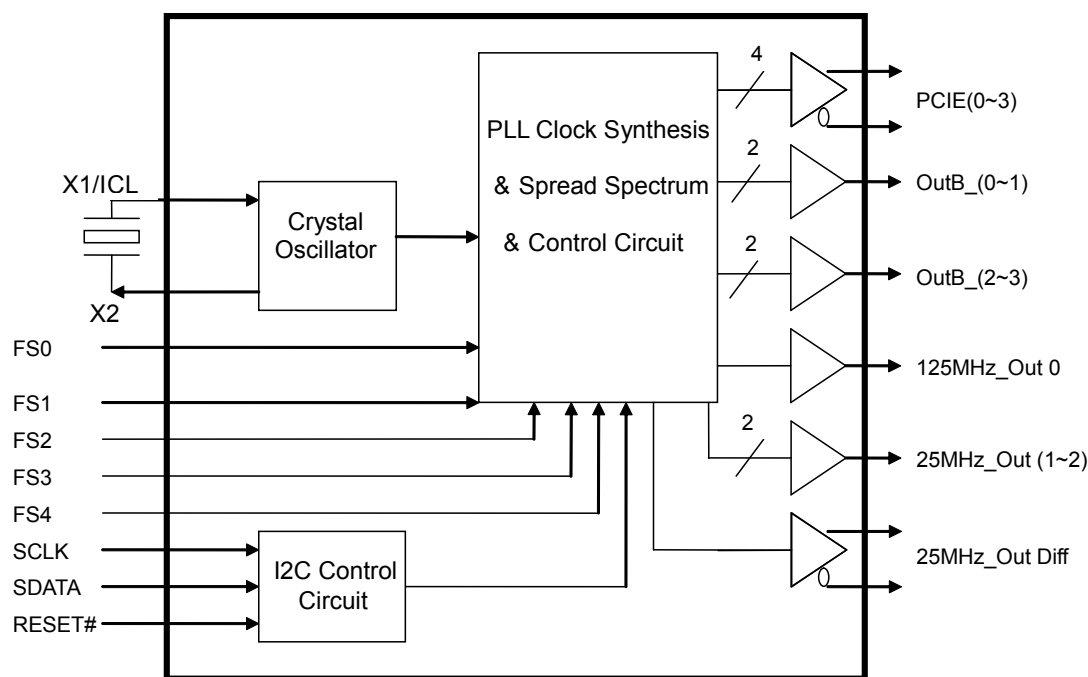 X1/ICL
X2
FS0
FS1
FS2
FS3
FS4
SCLK
SDATA
RESET#
Crystal
Oscillator
I2C Control
Circuit
PLL Clock Synthesis
& Spread Spectrum
& Control Circuit
4
2
2
2
PCIE(0~3)
OutB_(0~1)
OutB_(2~3)
125MHz_Out 0
25MHz_Out (1~2)
25MHz_Out Diff